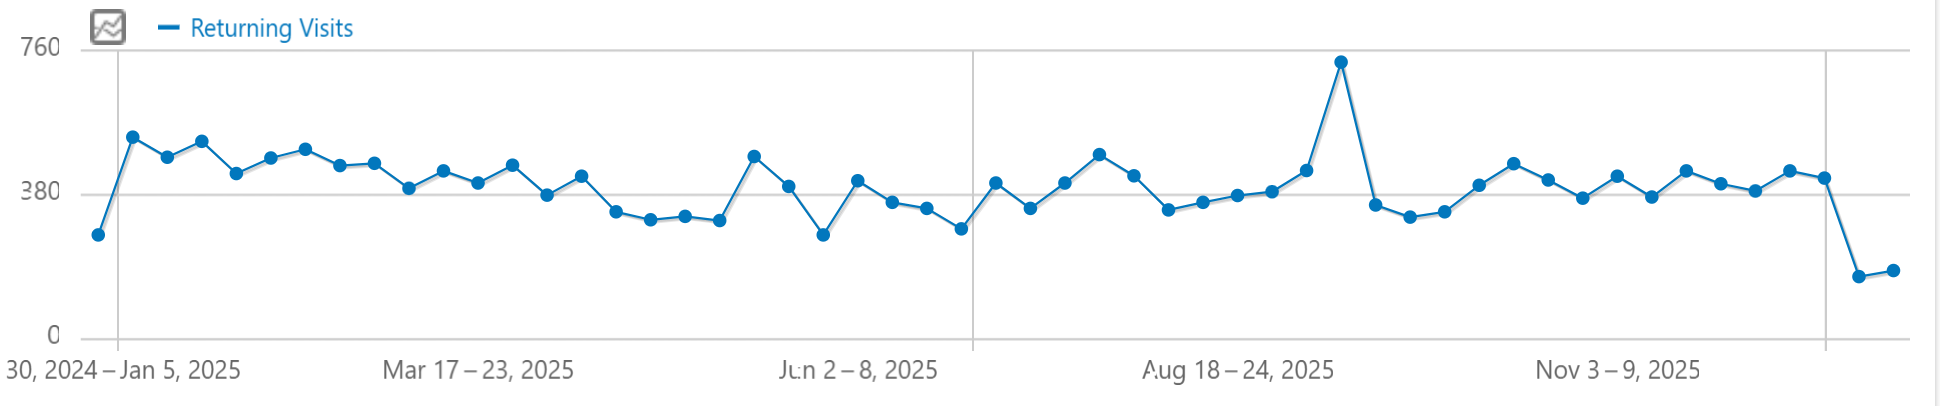 Returning Visits
760
380
0
30, 2024 – Jan 5, 2025
Mar 17 – 23, 2025
Jun 2 – 8, 2025
Aug 18 – 24, 2025
Nov 3 – 9, 2025